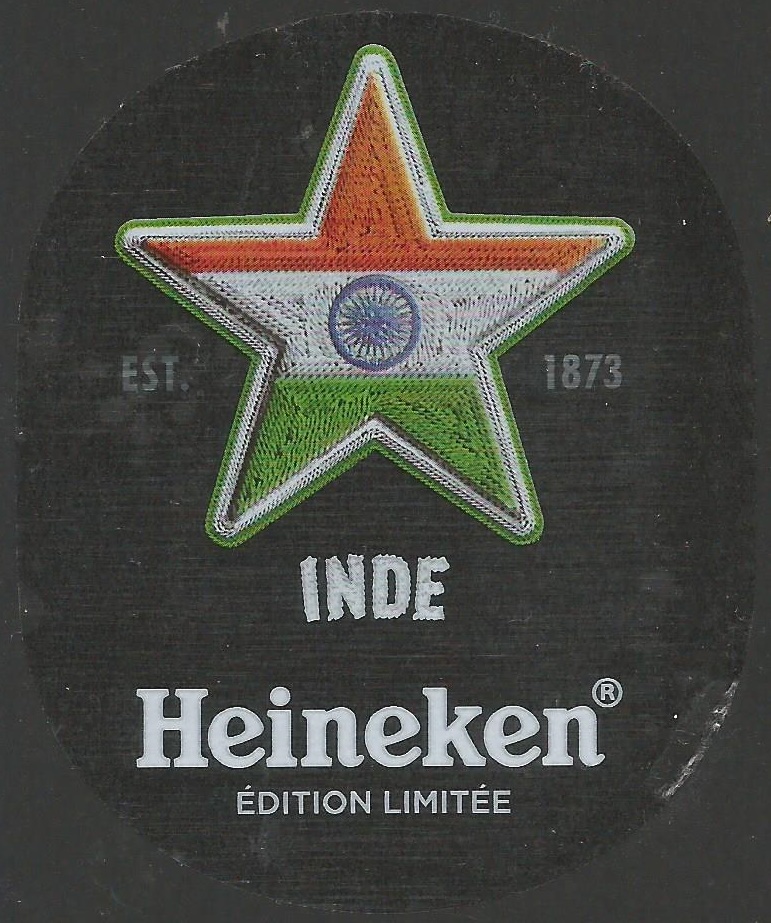 EST. 1873
INDE
Heineken®
ÉDITION LIMITÉE